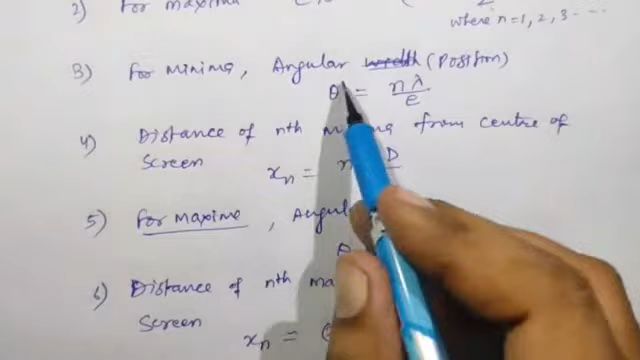 2) For maxima
where n=1, 2, 3 - ...
3) For minima, Angular width (Position)
θ = nλ/e
4) Distance of nth from centre of
Screen
xn = n D
5) For maxima, Angul
θ
6) Distance of nth ma
Screen
xn = (